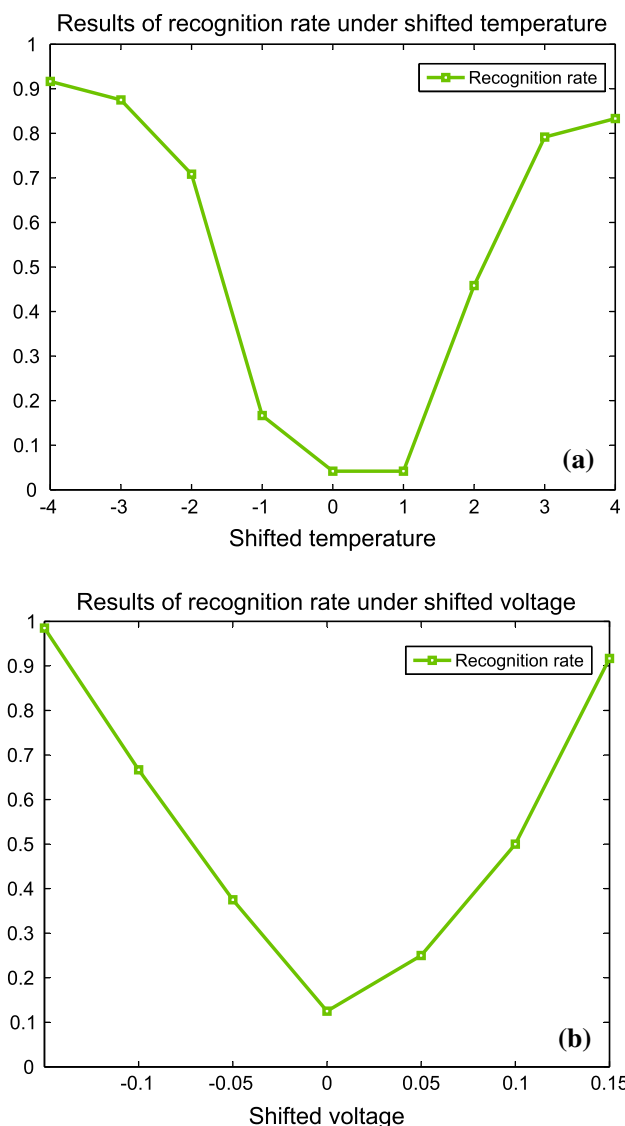 Results of recognition rate under shifted temperature
1
Recognition rate
0.9
0.8
0.7
0.6
0.5
0.4
0.3
0.2
0.1
(a)
0
-4 -3 -2 -1 0 1 2 3 4
Shifted temperature
Results of recognition rate under shifted voltage
1
Recognition rate
0.9
0.8
0.7
0.6
0.5
0.4
0.3
0.2
0.1
(b)
0
-0.1 -0.05 0 0.05 0.1 0.15
Shifted voltage